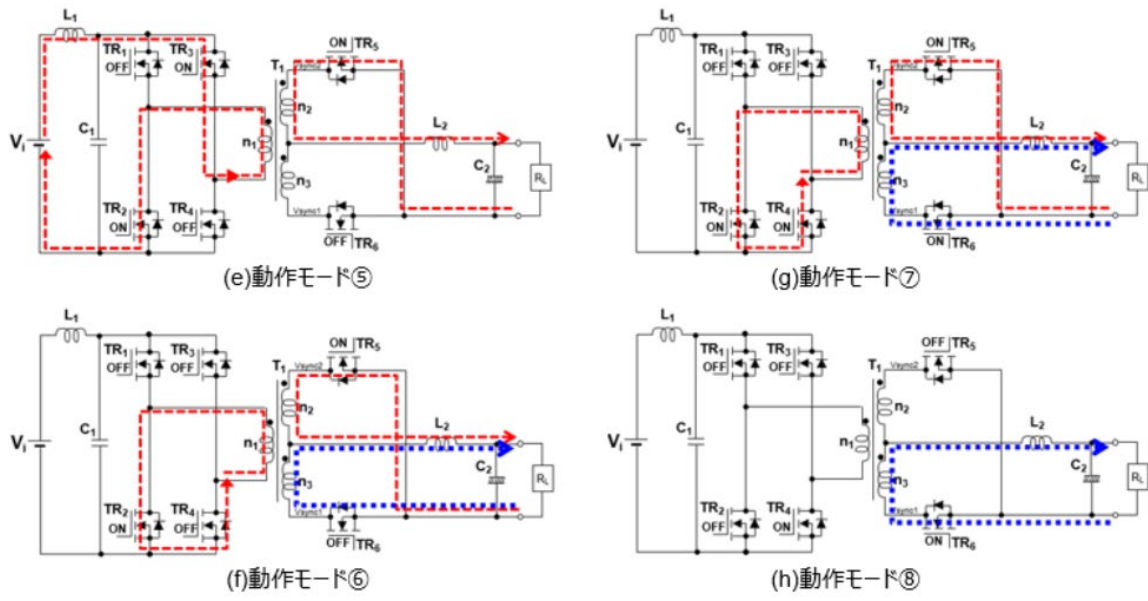 L1
TR1
OFF
TR3
ON
Vi
C1
TR2
ON
TR4
OFF
n1
T1
Vsync2
ON
TR5
n2
L2
n3
C2
RL
Vsync1
OFF
TR6
(e)動作モード⑤
L1
TR1
OFF
TR3
OFF
Vi
C1
TR2
ON
TR4
ON
n1
T1
Vsync2
ON
TR5
n2
L2
n3
C2
RL
Vsync1
ON
TR6
(g)動作モード⑦
L1
TR1
OFF
TR3
OFF
Vi
C1
TR2
ON
TR4
OFF
n1
T1
Vsync2
ON
TR5
n2
L2
n3
C2
RL
Vsync1
OFF
TR6
(f)動作モード⑥
L1
TR1
OFF
TR3
OFF
Vi
C1
TR2
OFF
TR4
ON
n1
T1
Vsync2
OFF
TR5
n2
L2
n3
C2
RL
Vsync1
ON
TR6
(h)動作モード⑧